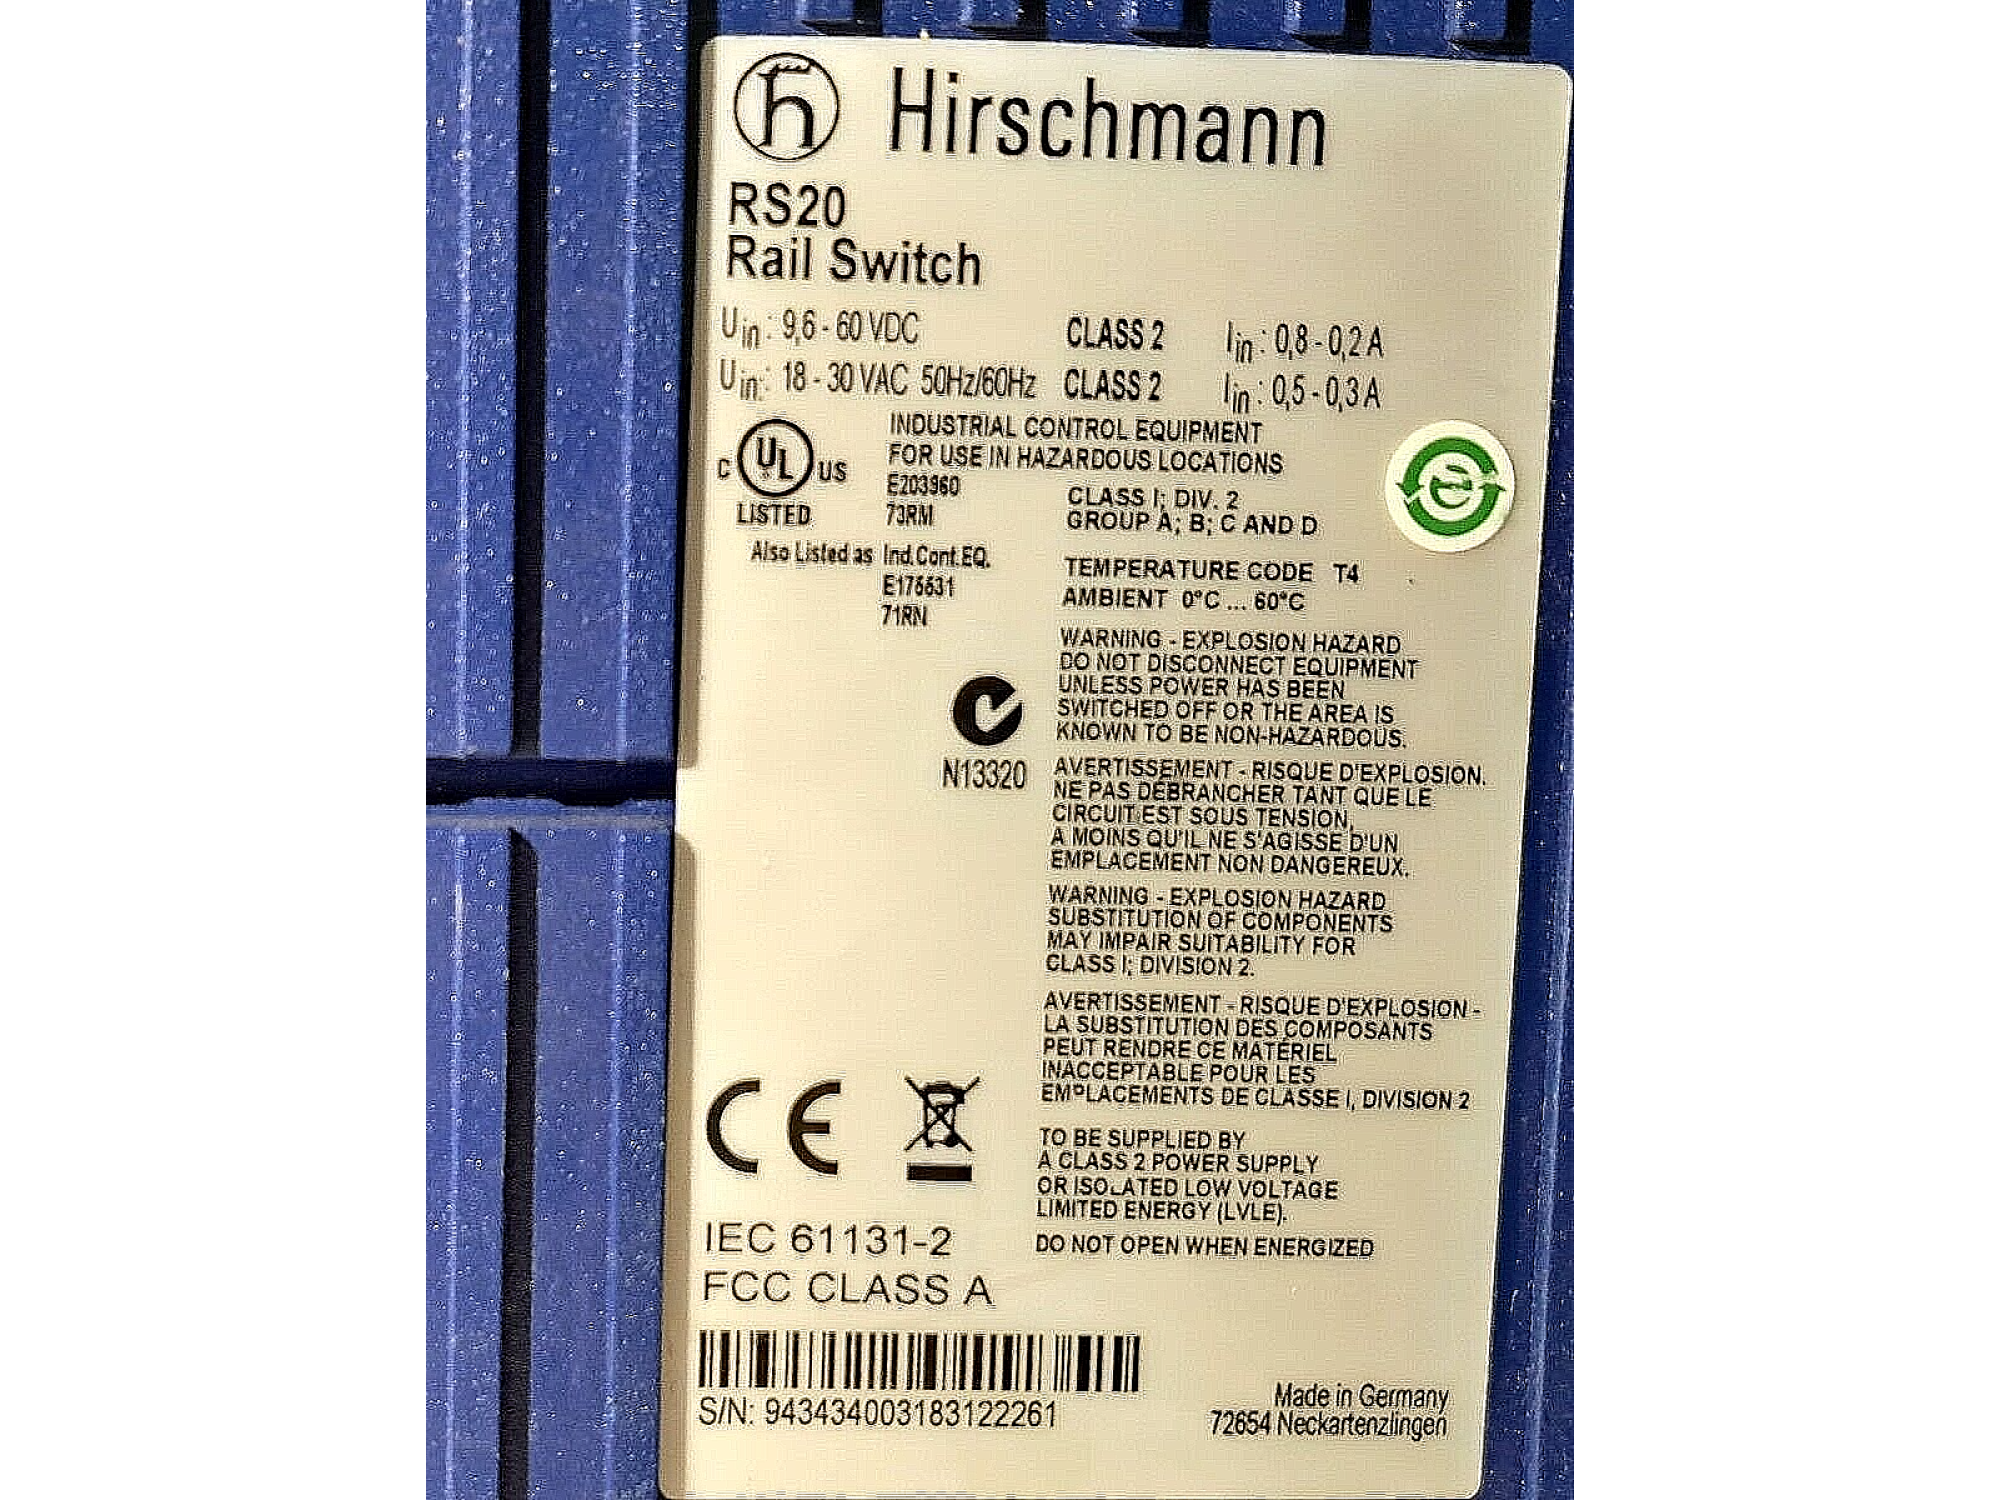 Hirschmann
RS20
Rail Switch
Uin: 9,6 - 60 VDC CLASS 2 Iin: 0,8 - 0,2 A
Uin: 18 - 30 VAC 50Hz/60Hz CLASS 2 Iin: 0,5 - 0,3 A
INDUSTRIAL CONTROL EQUIPMENT
FOR USE IN HAZARDOUS LOCATIONS
C UL US
LISTED
E203960
73RM
CLASS I; DIV. 2
GROUP A; B; C AND D
Also Listed as Ind.Cont.EQ.
E175531
71RN
TEMPERATURE CODE T4
AMBIENT 0°C ... 60°C
WARNING - EXPLOSION HAZARD
DO NOT DISCONNECT EQUIPMENT
UNLESS POWER HAS BEEN
SWITCHED OFF OR THE AREA IS
KNOWN TO BE NON-HAZARDOUS.
N13320
AVERTISSEMENT - RISQUE D'EXPLOSION.
NE PAS DÉBRANCHER TANT QUE LE
CIRCUIT EST SOUS TENSION,
A MOINS QU'IL NE S'AGISSE D'UN
EMPLACEMENT NON DANGEREUX.
WARNING - EXPLOSION HAZARD
SUBSTITUTION OF COMPONENTS
MAY IMPAIR SUITABILITY FOR
CLASS I; DIVISION 2.
AVERTISSEMENT - RISQUE D'EXPLOSION -
LA SUBSTITUTION DES COMPOSANTS
PEUT RENDRE CE MATÉRIEL
INACCEPTABLE POUR LES
EMPLACEMENTS DE CLASSE I, DIVISION 2
TO BE SUPPLIED BY
A CLASS 2 POWER SUPPLY
OR ISOLATED LOW VOLTAGE
LIMITED ENERGY (LVLE).
DO NOT OPEN WHEN ENERGIZED
CE
IEC 61131-2
FCC CLASS A
S/N: 943434003183122261
Made in Germany
72654 Neckartenzlingen